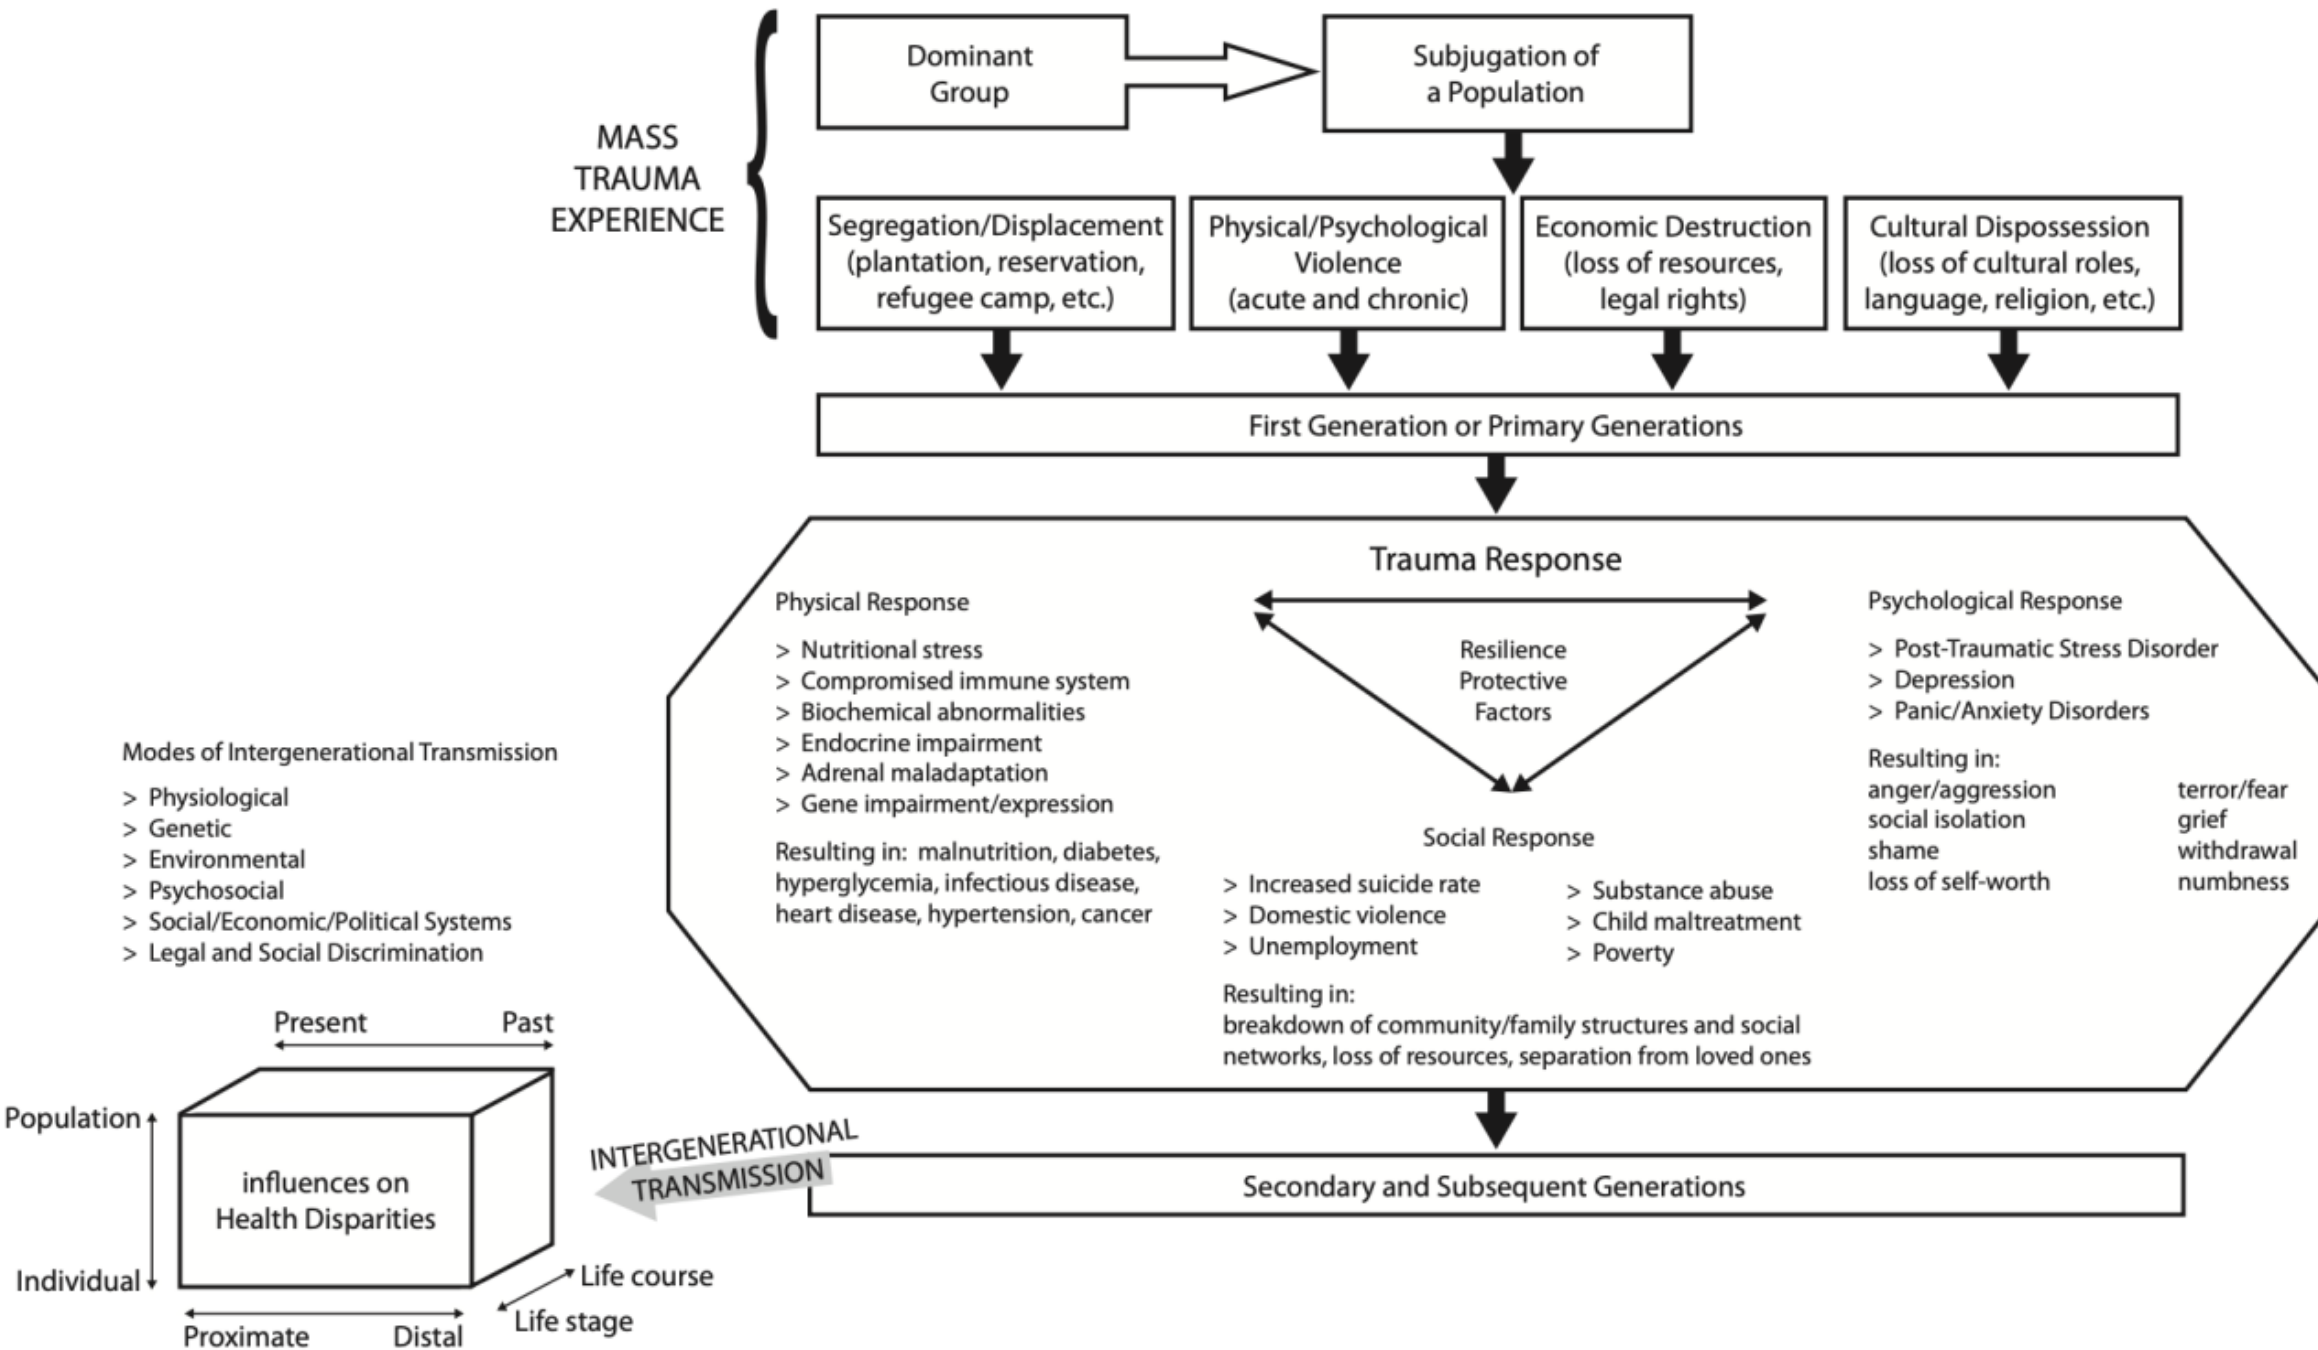 Dominant
Group
Subjugation of
a Population
MASS
TRAUMA
EXPERIENCE
Segregation/Displacement
(plantation, reservation,
refugee camp, etc.)
Physical/Psychological
Violence
(acute and chronic)
Economic Destruction
(loss of resources,
legal rights)
Cultural Dispossession
(loss of cultural roles,
language, religion, etc.)
First Generation or Primary Generations
Trauma Response
Physical Response
> Nutritional stress
> Compromised immune system
> Biochemical abnormalities
> Endocrine impairment
> Adrenal maladaptation
> Gene impairment/expression
Resulting in: malnutrition, diabetes,
hyperglycemia, infectious disease,
heart disease, hypertension, cancer
Resilience
Protective
Factors
Psychological Response
> Post-Traumatic Stress Disorder
> Depression
> Panic/Anxiety Disorders
Resulting in:
anger/aggression terror/fear
social isolation grief
shame withdrawal
loss of self-worth numbness
Social Response
> Increased suicide rate > Substance abuse
> Domestic violence > Child maltreatment
> Unemployment > Poverty
Resulting in:
breakdown of community/family structures and social
networks, loss of resources, separation from loved ones
Secondary and Subsequent Generations
INTERGENERATIONAL
TRANSMISSION
Modes of Intergenerational Transmission
> Physiological
> Genetic
> Environmental
> Psychosocial
> Social/Economic/Political Systems
> Legal and Social Discrimination
Present Past
Population
influences on
Health Disparities
Individual
Life course
Life stage
Proximate Distal